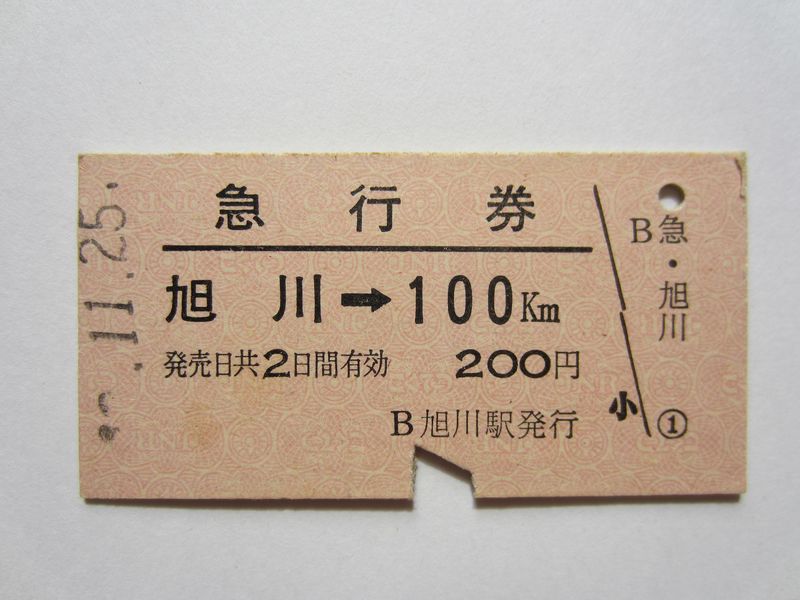 急行券
旭川➡100Km
発売日共2日間有効 200円
B旭川駅発行
小
B急・旭川
①
.11.25.